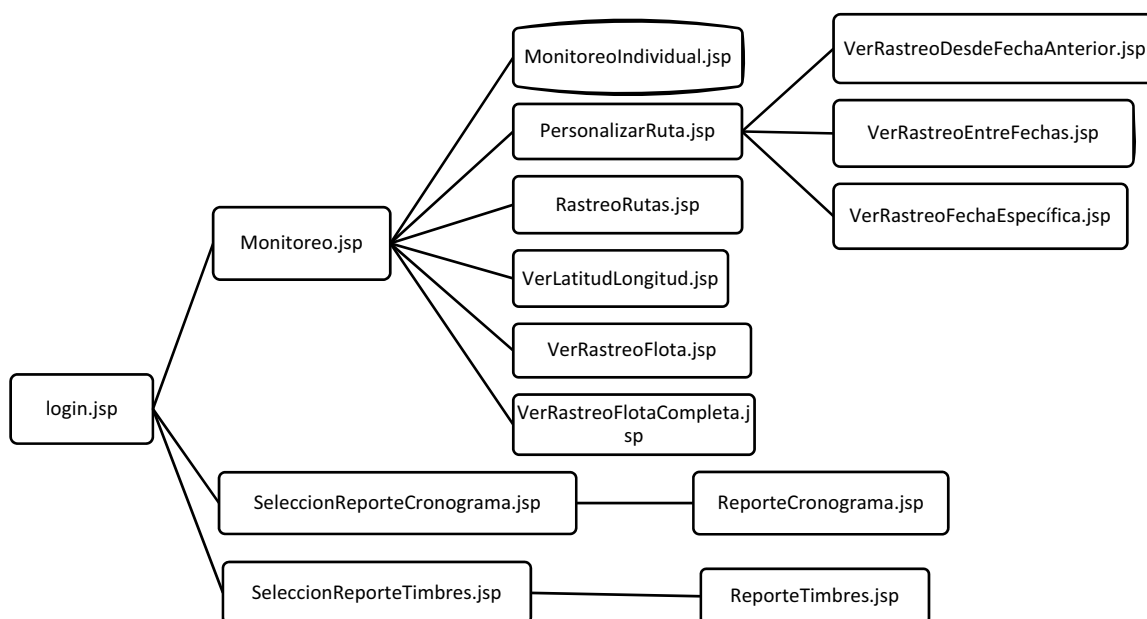 MonitoreoIndividual.jsp
VerRastreoDesdeFechaAnterior.jsp
PersonalizarRuta.jsp
VerRastreoEntreFechas.jsp
RastreoRutas.jsp
VerRastreoFechaEspecífica.jsp
Monitoreo.jsp
VerLatitudLongitud.jsp
VerRastreoFlota.jsp
login.jsp
VerRastreoFlotaCompleta.j
sp
SeleccionReporteCronograma.jsp
ReporteCronograma.jsp
SeleccionReporteTimbres.jsp
ReporteTimbres.jsp